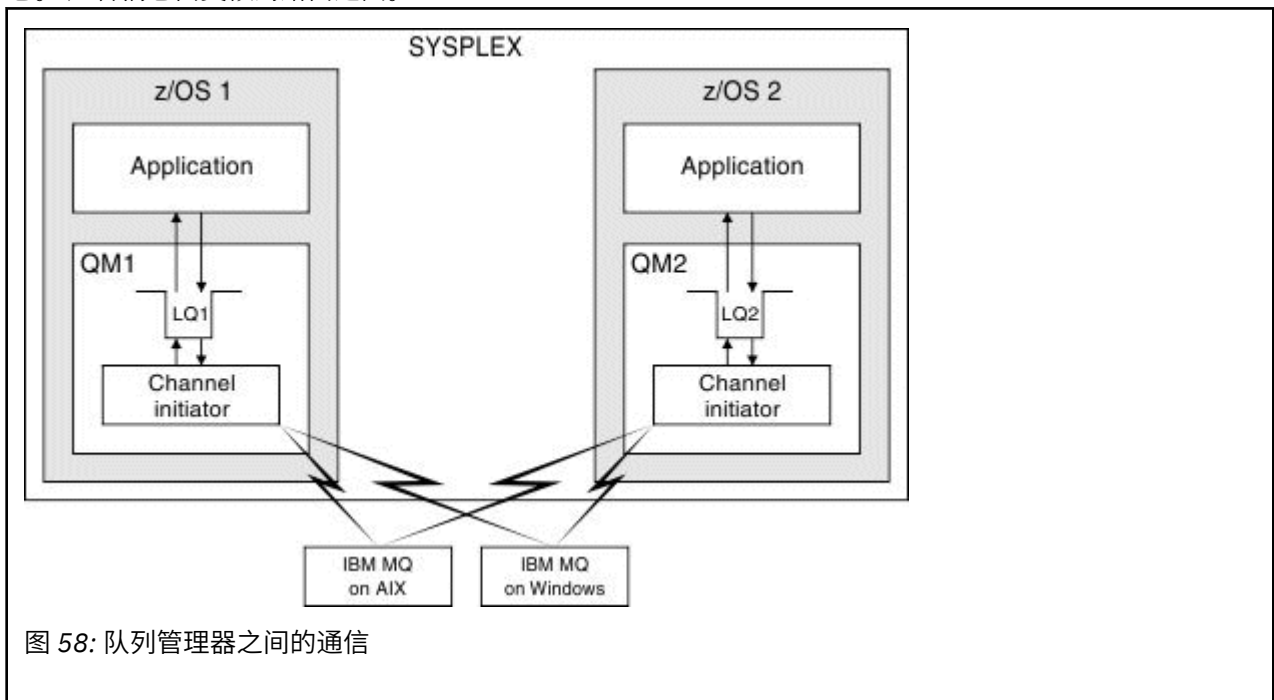 SYSPLEX
z/OS 1
Application
QM1
LQ1
Channel
initiator
z/OS 2
Application
QM2
LQ2
Channel
initiator
IBM MQ
on AIX
IBM MQ
on Windows
图 58: 队列管理器之间的通信